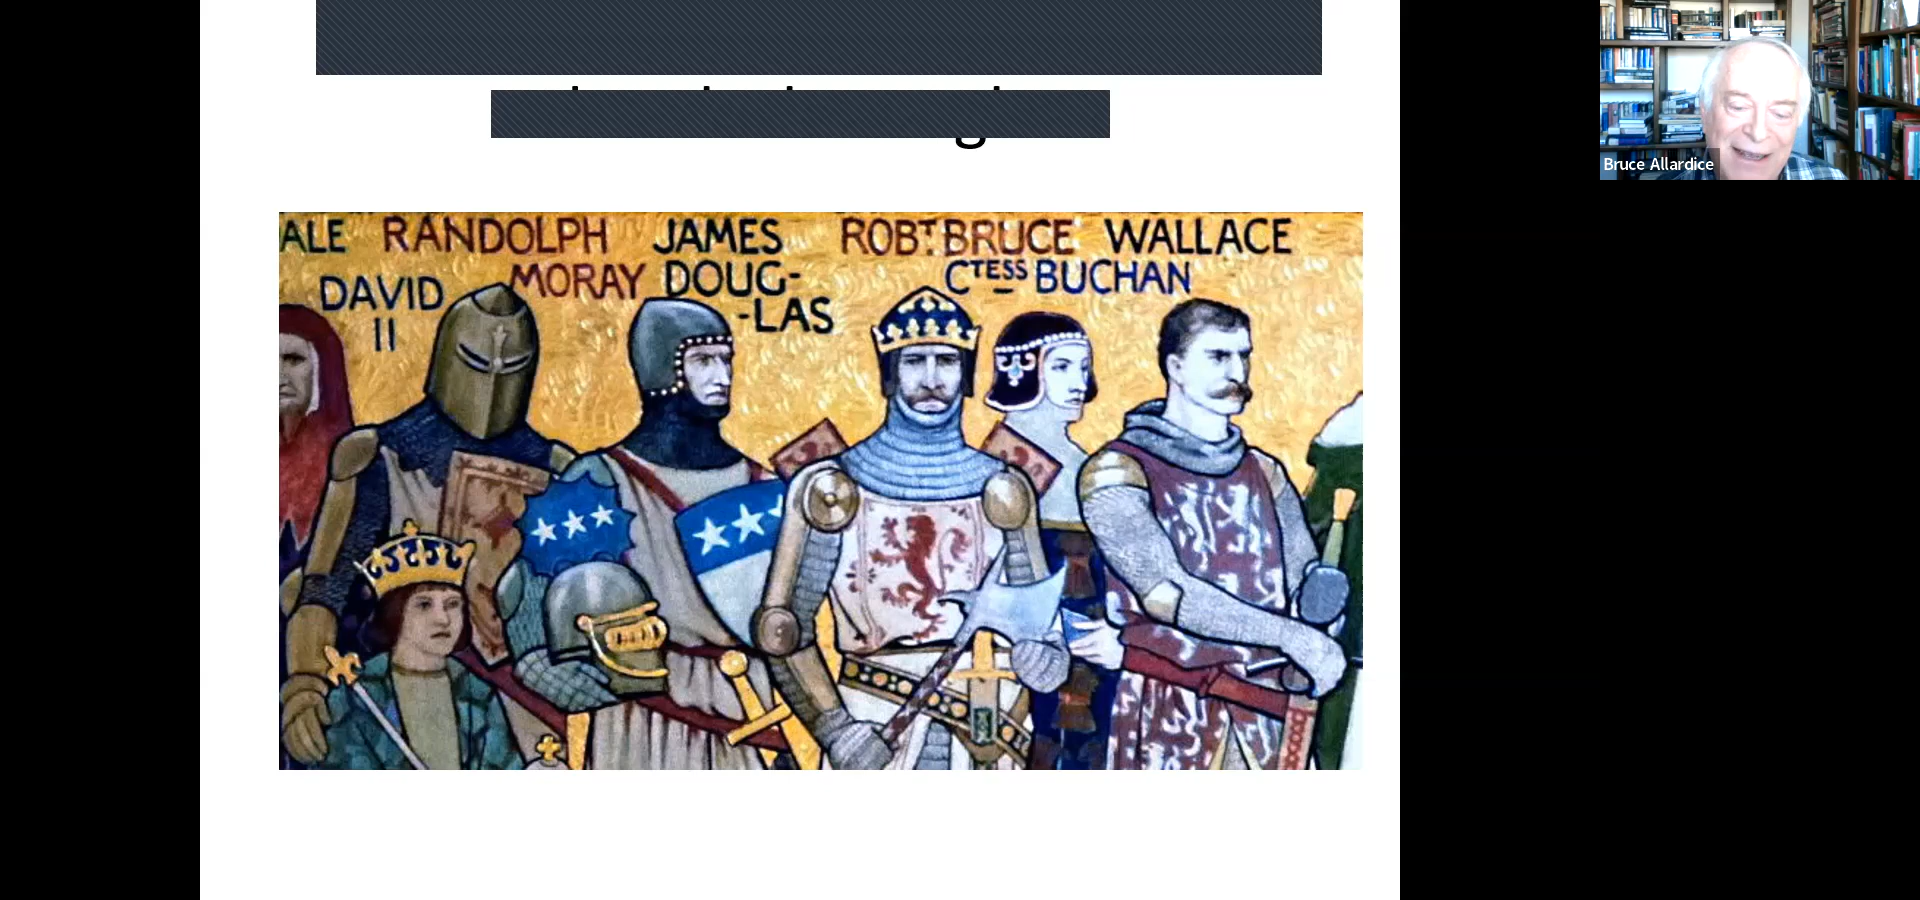 ALE RANDOLPH JAMES ROBT. BRUCE WALLACE
DAVID MORAY DOUG- CTESS BUCHAN
II -LAS
Bruce Allardice